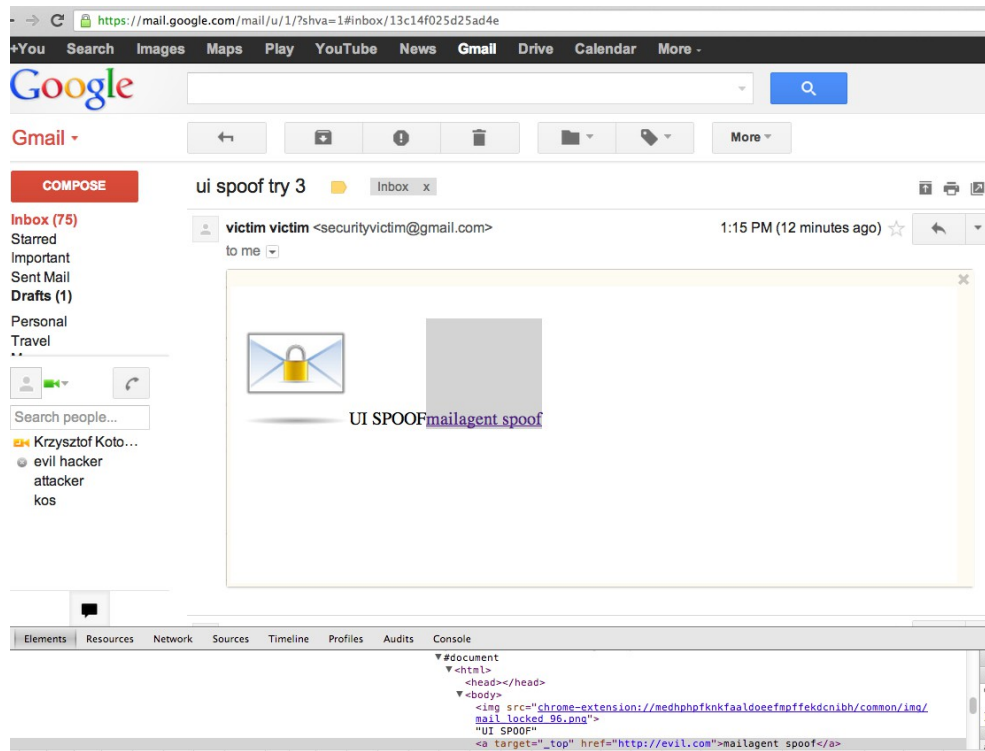 https://mail.google.com/mail/u/1/?shva=1#inbox/13c14f025d25ad4e
+You Search Images Maps Play YouTube News Gmail Drive Calendar More
Google
Gmail
More
COMPOSE
ui spoof try 3
Inbox x
Inbox (75)
Starred
Important
Sent Mail
Drafts (1)
Personal
Travel
victim victim <securityvictim@gmail.com>
1:15 PM (12 minutes ago)
to me
Search people...
Krzysztof Koto...
evil hacker
attacker
kos
UI SPOOFmailagent spoof
Elements Resources Network Sources Timeline Profiles Audits Console
▼#document
▼<html>
<head></head>
▼<body>
<img src="chrome-extension://medhphpfknkfaaldoeefmpffekdcnibh/common/img/
mail_locked_96.png">
"UI SPOOF"
<a target="_top" href="http://evil.com">mailagent spoof</a>